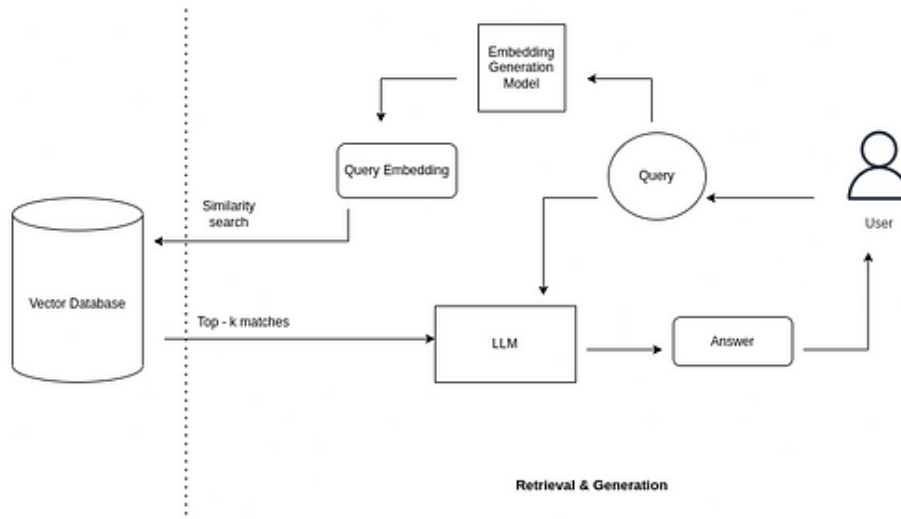 Embedding
Generation
Model
Query Embedding
Query
Similarity
search
User
Vector Database
Top - k matches
LLM
Answer
Retrieval & Generation